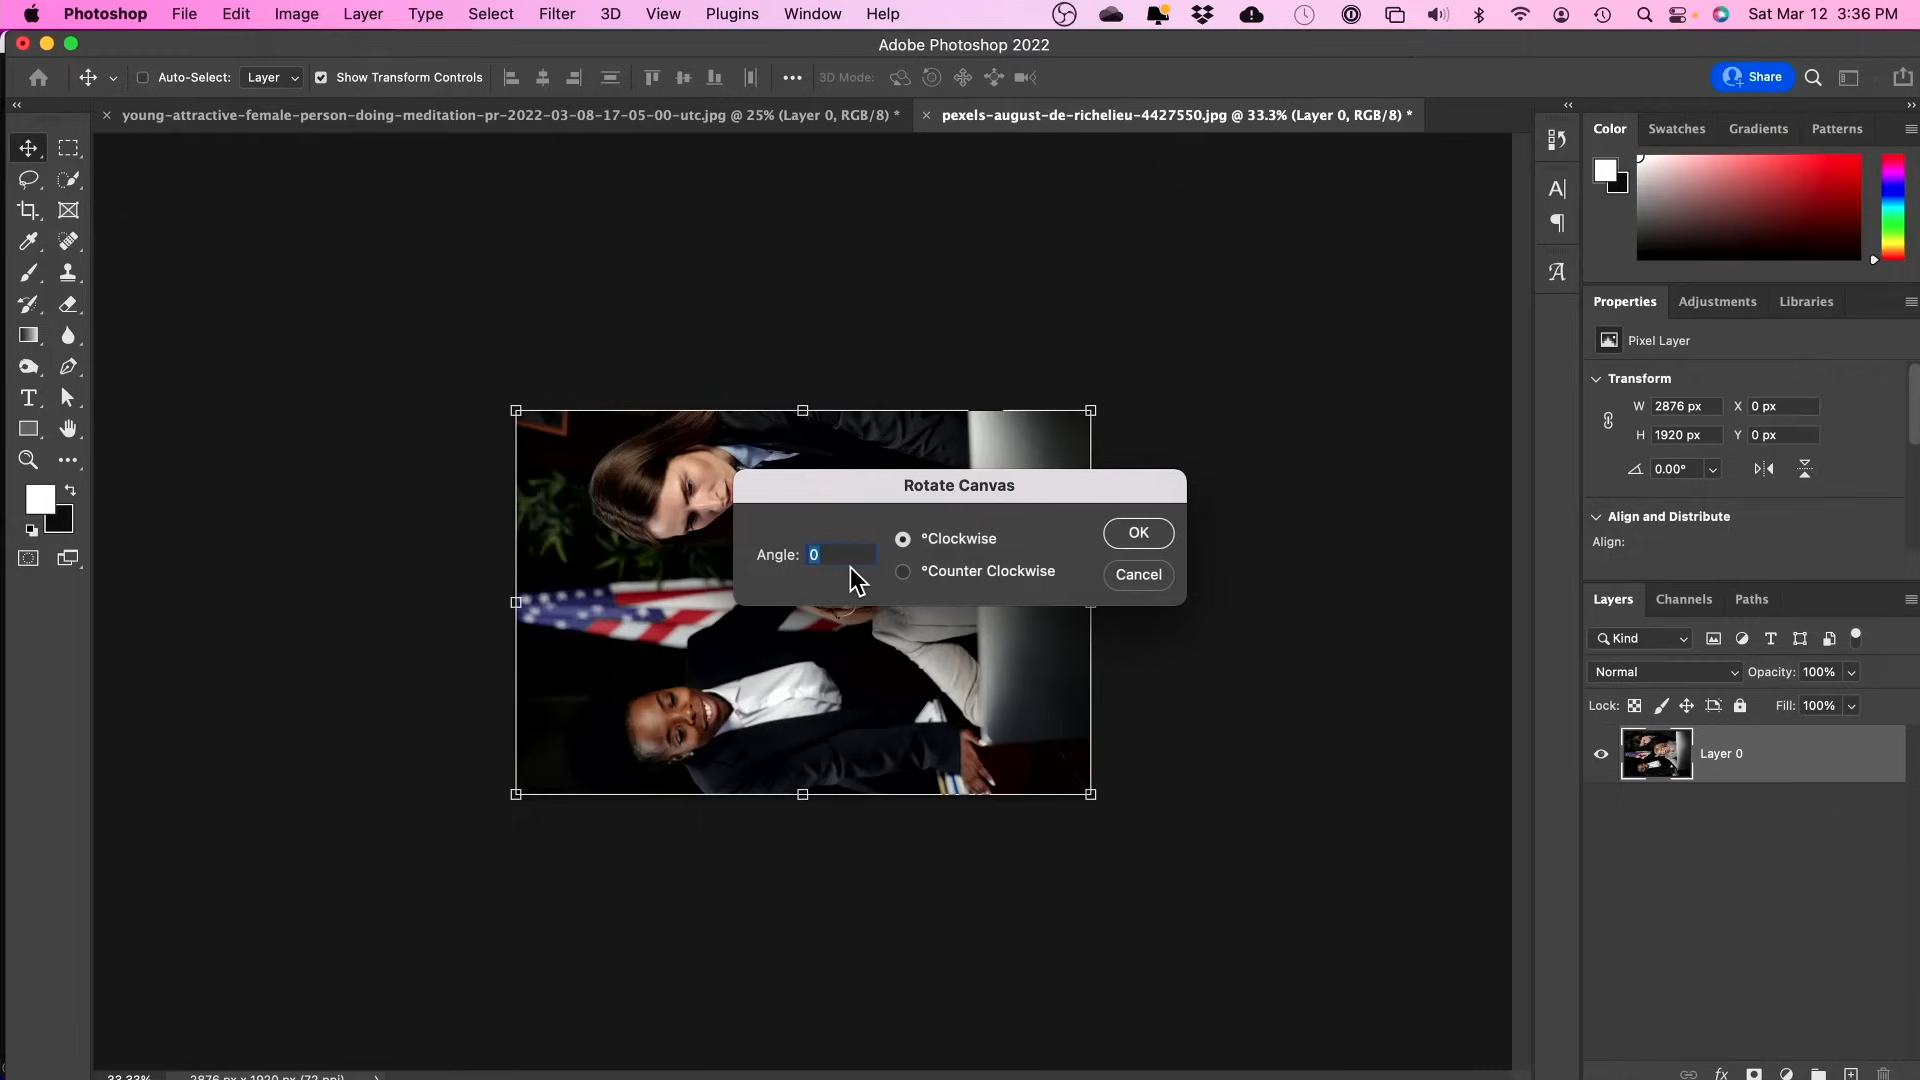 Photoshop File Edit Image Layer Type Select Filter 3D View Plugins Window Help Sat Mar 12 3:36 PM
Adobe Photoshop 2022
Auto-Select: Layer Show Transform Controls 3D Mode: Share
young-attractive-female-person-doing-meditation-pr-2022-03-08-17-05-00-utc.jpg @ 25% (Layer 0, RGB/8) *
pexels-august-de-richelieu-4427550.jpg @ 33.3% (Layer 0, RGB/8) *
Color Swatches Gradients Patterns
Properties Adjustments Libraries
Pixel Layer
Transform
W 2876 px X 0 px
H 1920 px Y 0 px
0.00°
Rotate Canvas
Angle: 0
°Clockwise
°Counter Clockwise
OK
Cancel
Align and Distribute
Align:
Layers Channels Paths
Kind
Normal Opacity: 100%
Lock: Fill: 100%
Layer 0
33.33% 2876 px x 1920 px (72 ppi)